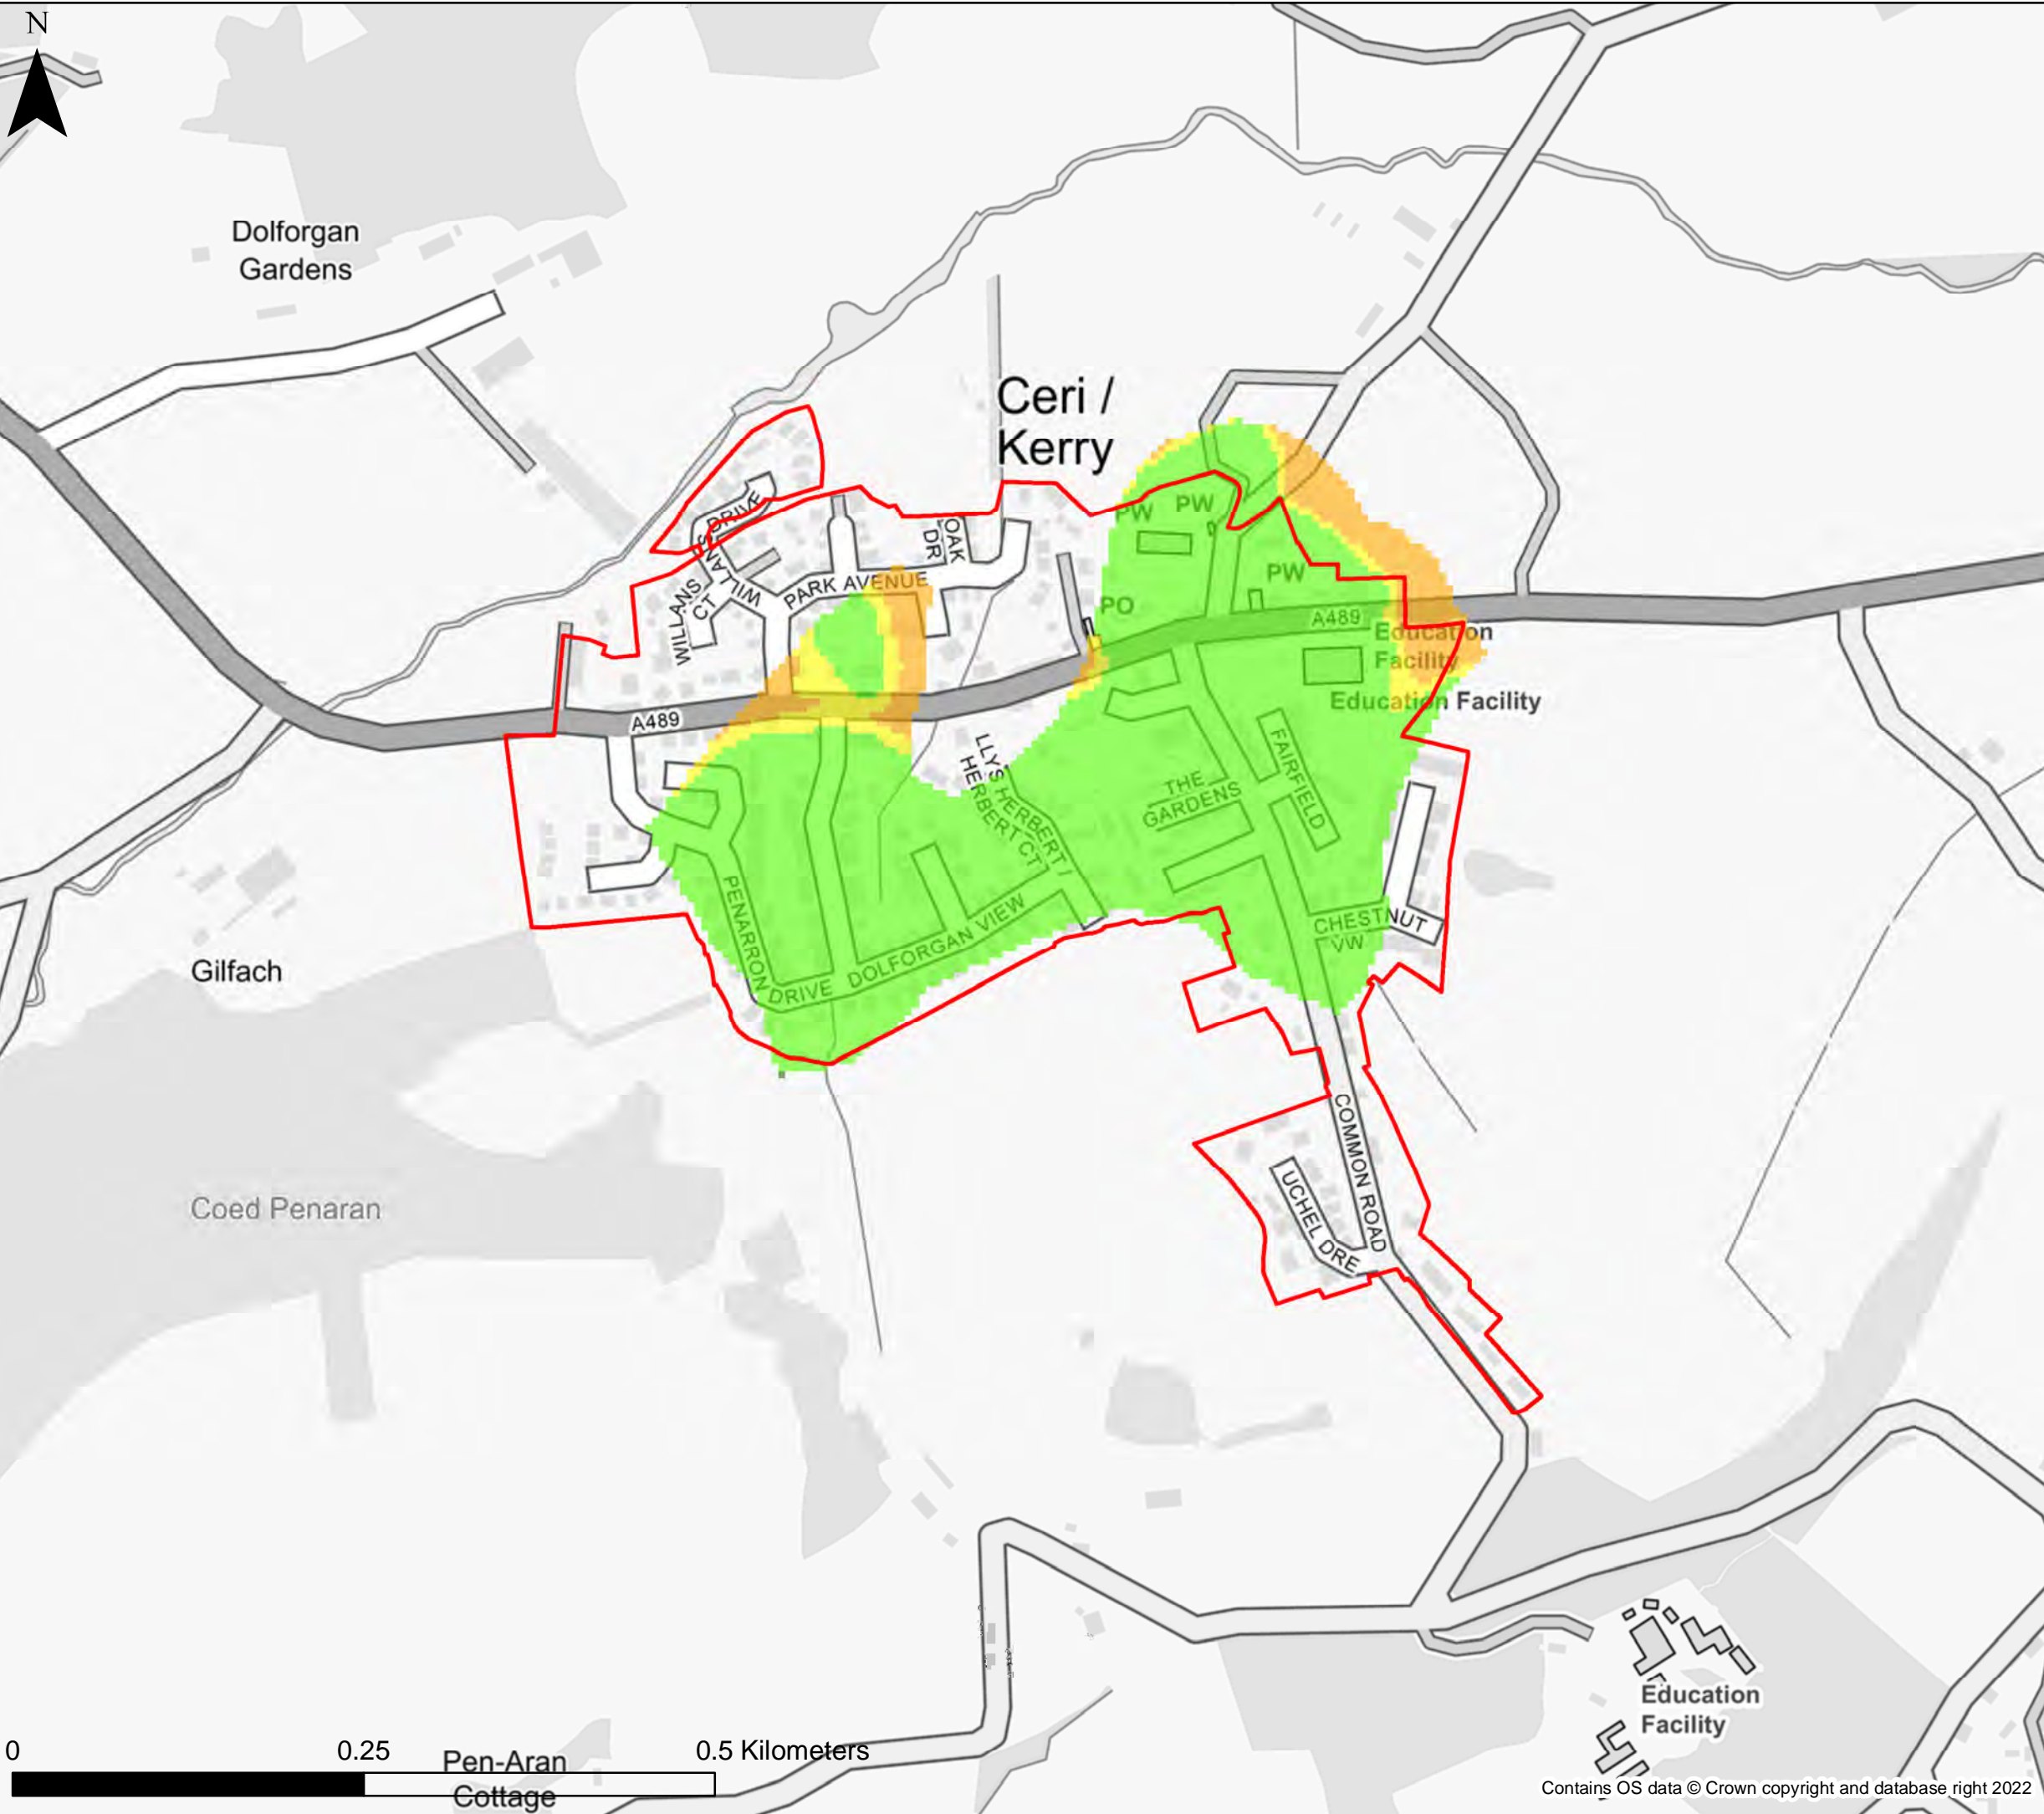 N
Dolforgan
Gardens
Ceri /
Kerry
PW
PW
PW
PO
A489
Education
Facility
Education Facility
WILLANS DRIVE
WILLANS
CT
PARK AVENUE
OAK
DR
A489
LLYS HERBERT /
HERBERT CT
THE
GARDENS
FAIRFIELD
PENARRON DRIVE
DOLFORGAN VIEW
CHESTNUT
VW
Gilfach
COMMON ROAD
UCHEL DRE
Coed Penaran
Education
Facility
0
0.25
0.5 Kilometers
Pen-Aran
Cottage
Contains OS data © Crown copyright and database right 2022